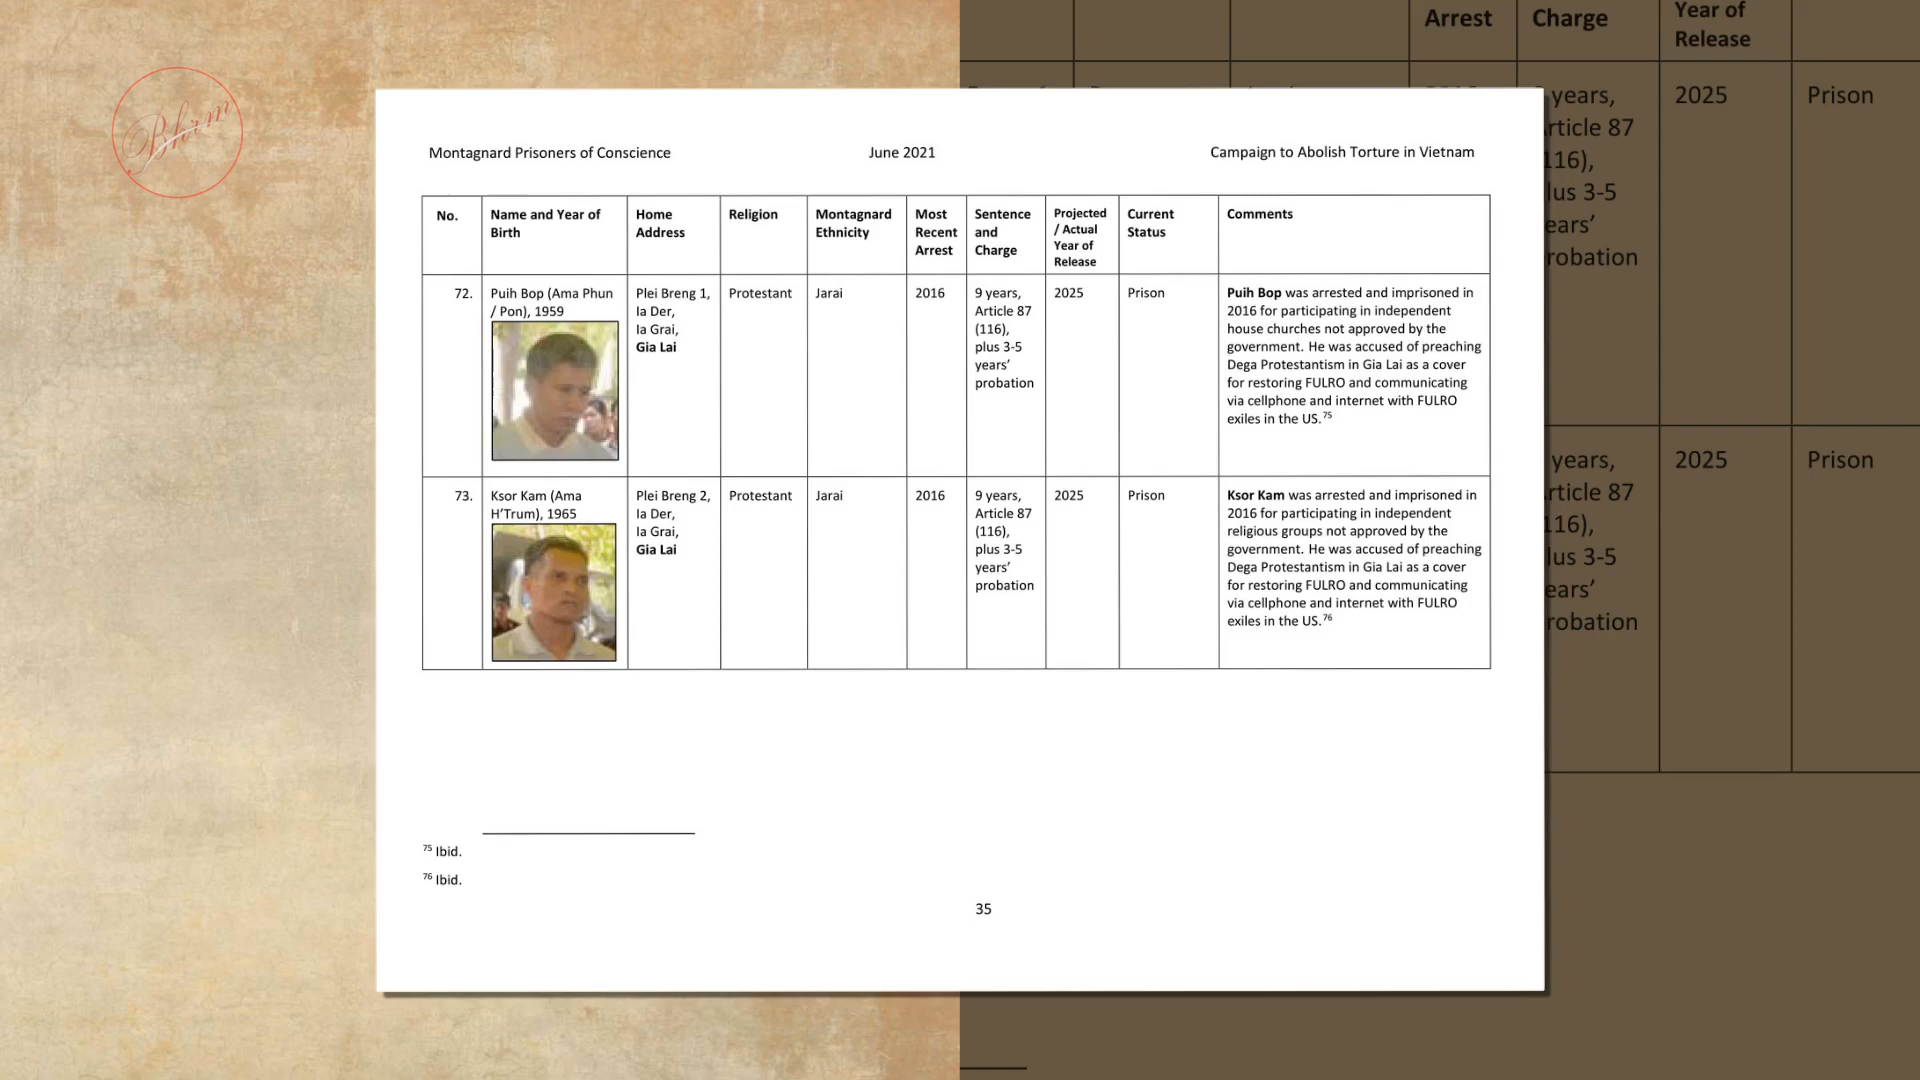 Bhrm
Montagnard Prisoners of Conscience
June 2021
Campaign to Abolish Torture in Vietnam
No.
Name and Year of
Birth
Home
Address
Religion
Montagnard
Ethnicity
Most
Recent
Arrest
Sentence
and
Charge
Projected
/ Actual
Year of
Release
Current
Status
Comments
72.
Puih Bop (Ama Phun
/ Pon), 1959
Plei Breng 1,
Ia Der,
Ia Grai,
Gia Lai
Protestant
Jarai
2016
9 years,
Article 87
(116),
plus 3-5
years’
probation
2025
Prison
Puih Bop was arrested and imprisoned in
2016 for participating in independent
house churches not approved by the
government. He was accused of preaching
Dega Protestantism in Gia Lai as a cover
for restoring FULRO and communicating
via cellphone and internet with FULRO
exiles in the US.75
73.
Ksor Kam (Ama
H’Trum), 1965
Plei Breng 2,
Ia Der,
Ia Grai,
Gia Lai
Protestant
Jarai
2016
9 years,
Article 87
(116),
plus 3-5
years’
probation
2025
Prison
Ksor Kam was arrested and imprisoned in
2016 for participating in independent
religious groups not approved by the
government. He was accused of preaching
Dega Protestantism in Gia Lai as a cover
for restoring FULRO and communicating
via cellphone and internet with FULRO
exiles in the US.76
75 Ibid.
76 Ibid.
35
Arrest
Charge
Year of
Release
years,
rticle 87
116),
lus 3-5
ears’
robation
2025
Prison
years,
rticle 87
116),
lus 3-5
ears’
robation
2025
Prison